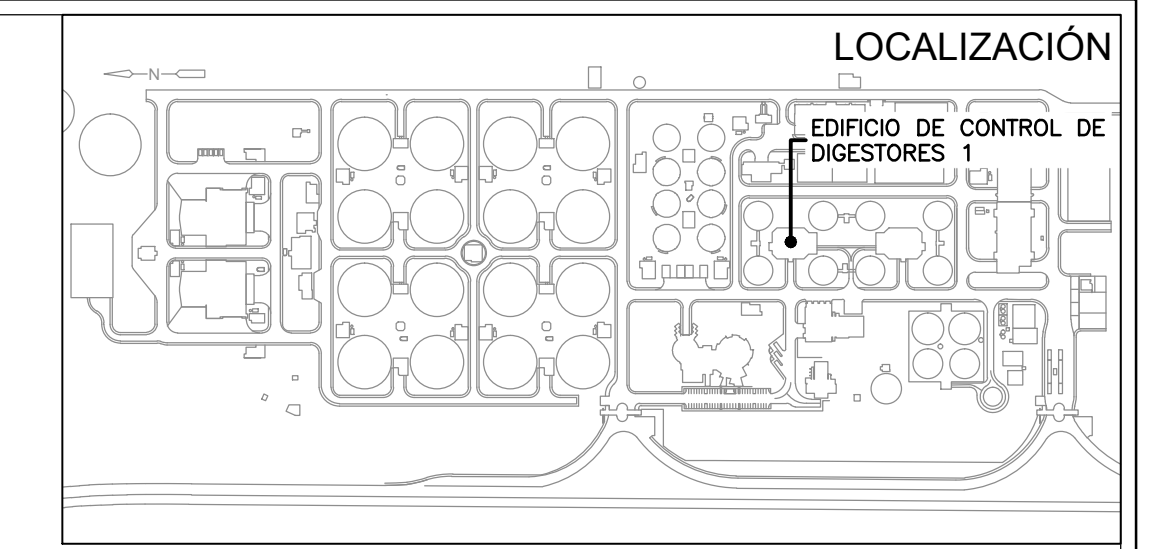 LOCALIZACIÓN
N
EDIFICIO DE CONTROL DE
DIGESTORES 1